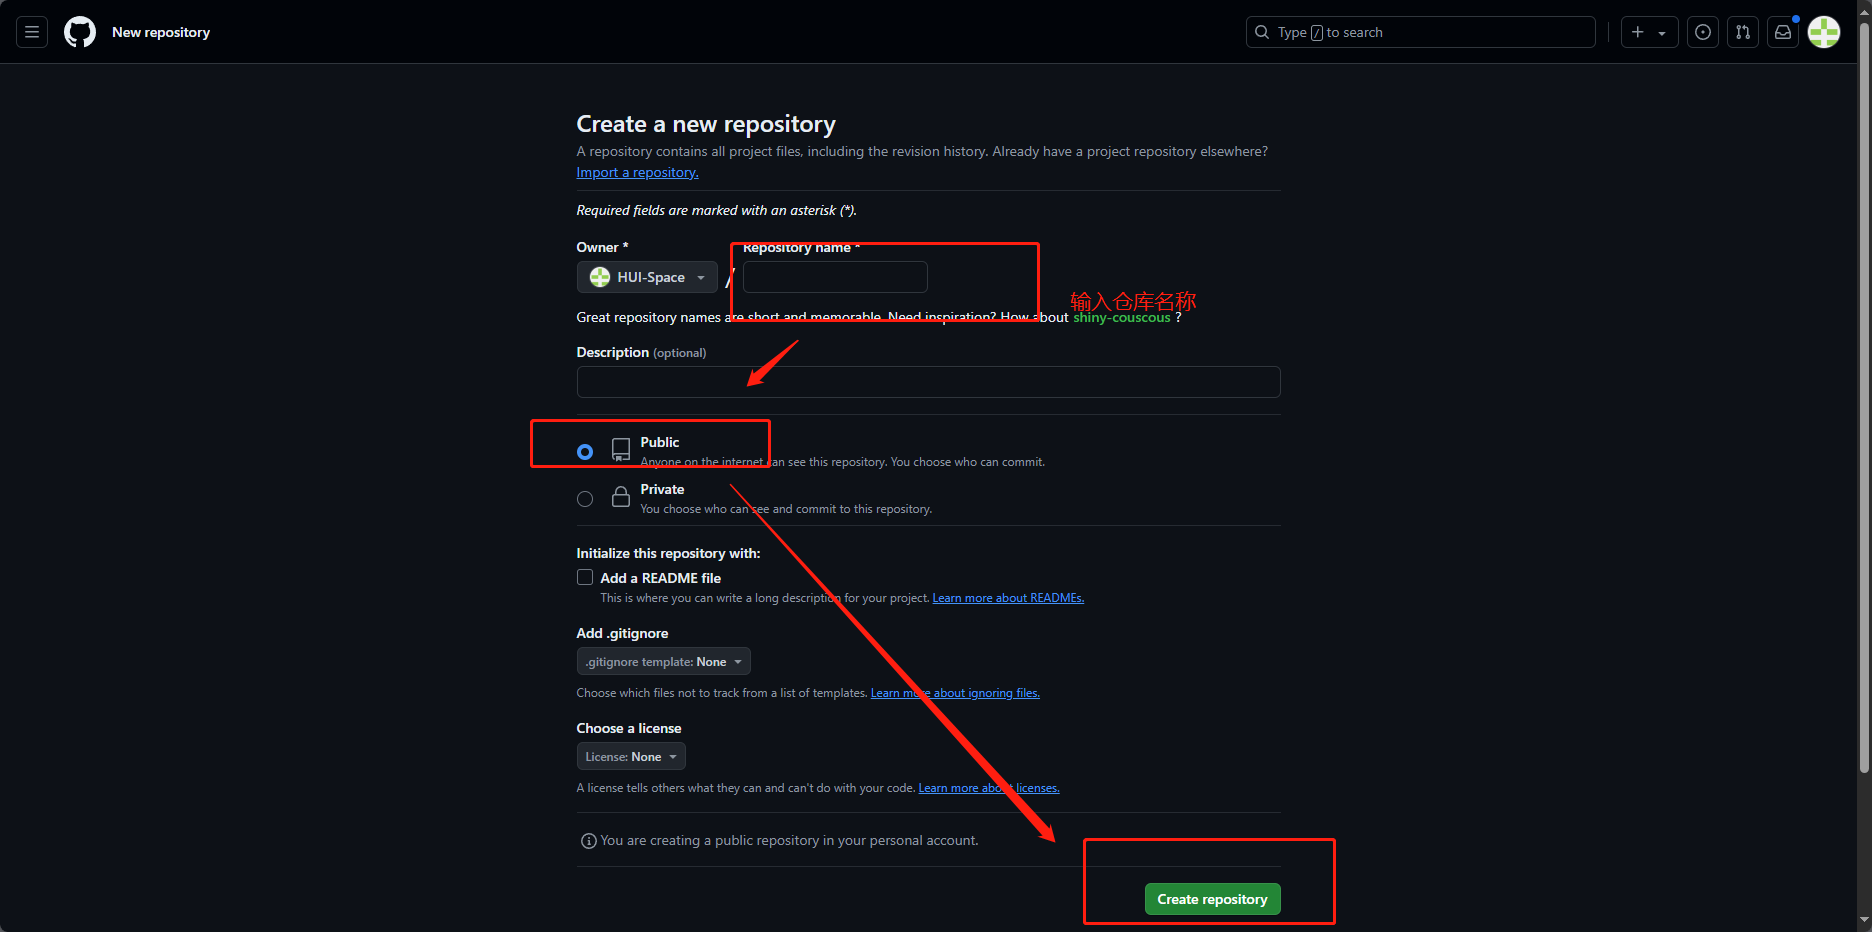 New repository
Type / to search
Create a new repository
A repository contains all project files, including the revision history. Already have a project repository elsewhere?
Import a repository.
Required fields are marked with an asterisk (*).
Owner *
Repository name *
HUI-Space
/
输入仓库名称
Great repository names are short and memorable. Need inspiration? How about shiny-couscous ?
Description (optional)
Public
Anyone on the internet can see this repository. You choose who can commit.
Private
You choose who can see and commit to this repository.
Initialize this repository with:
Add a README file
This is where you can write a long description for your project. Learn more about READMEs.
Add .gitignore
.gitignore template: None
Choose which files not to track from a list of templates. Learn more about ignoring files.
Choose a license
License: None
A license tells others what they can and can't do with your code. Learn more about licenses.
You are creating a public repository in your personal account.
Create repository